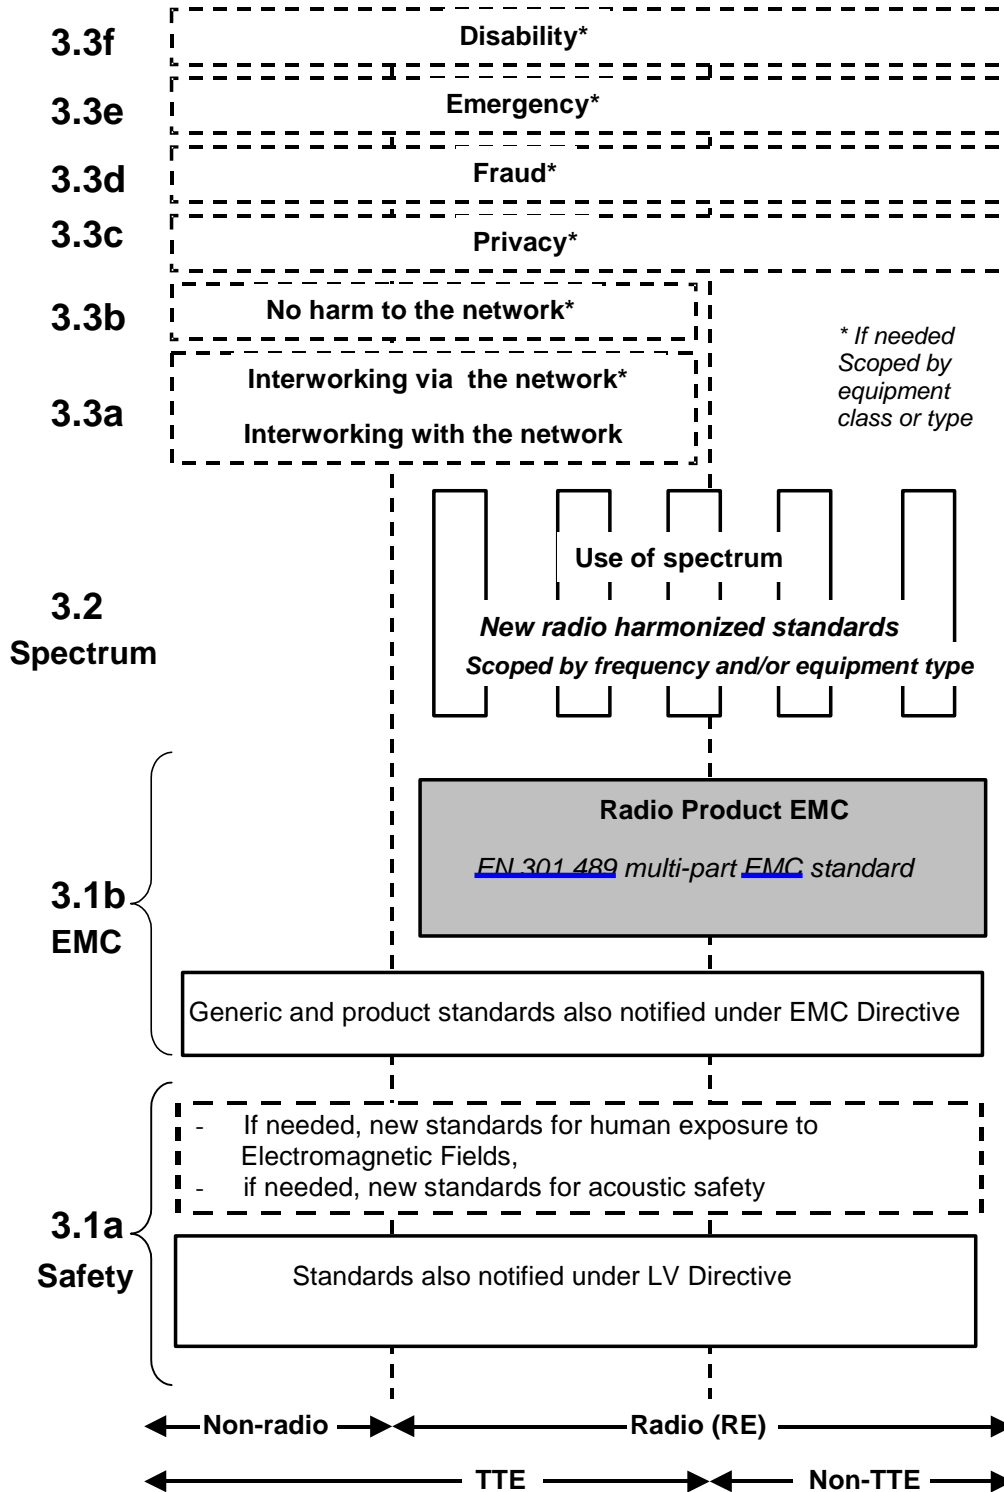 3.3f
Disability*
3.3e
Emergency*
3.3d
Fraud*
3.3c
Privacy*
3.3b
No harm to the network*
* If needed
Scoped by
equipment
class or type
3.3a
Interworking via the network*
Interworking with the network
3.2
Spectrum
Use of spectrum
New radio harmonized standards
Scoped by frequency and/or equipment type
3.1b
EMC
Radio Product EMC
EN 301 489 multi-part EMC standard
Generic and product standards also notified under EMC Directive
3.1a
Safety
- If needed, new standards for human exposure to
Electromagnetic Fields,
- if needed, new standards for acoustic safety
Standards also notified under LV Directive
Non-radio
Radio (RE)
TTE
Non-TTE